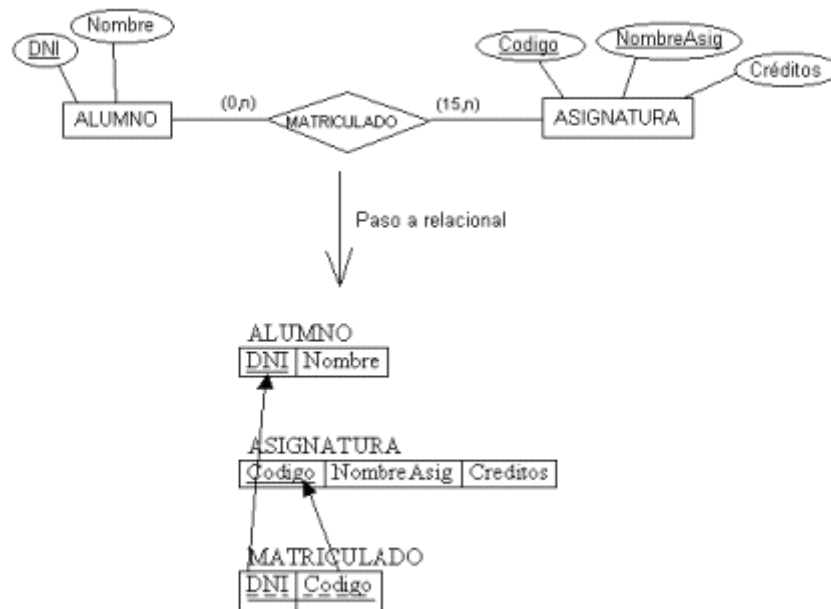 Nombre
DNI
Codigo
NombreAsig
Créditos
ALUMNO
(0,n)
MATRICULADO
(15,n)
ASIGNATURA
Paso a relacional
ALUMNO
DNI Nombre
ASIGNATURA
Codigo NombreAsig Creditos
MATRICULADO
DNI Codigo